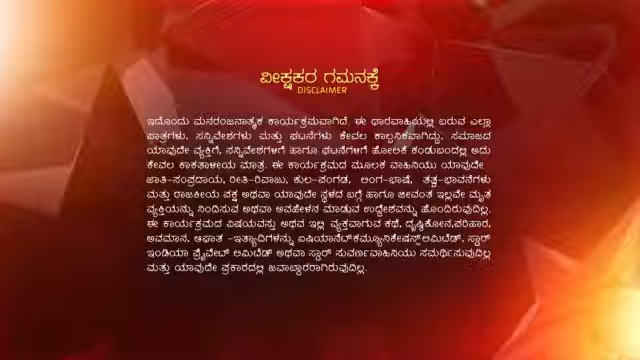 ವೀಕ್ಷಕರ ಗಮನಕ್ಕೆ
DISCLAIMER
ಇದೊಂದು ಮನರಂಜನಾತ್ಮಕ ಕಾರ್ಯಕ್ರಮವಾಗಿದೆ. ಈ ಧಾರವಾಹಿಯಲ್ಲಿ ಬರುವ ಎಲ್ಲಾ
ಪಾತ್ರಗಳು, ಸನ್ನಿವೇಶಗಳು ಮತ್ತು ಘಟನೆಗಳು ಕೇವಲ ಕಾಲ್ಪನಿಕವಾಗಿದ್ದು, ಸಮಾಜದ
ಯಾವುದೇ ವ್ಯಕ್ತಿಗೆ, ಸನ್ನಿವೇಶಗಳಿಗೆ ಹಾಗೂ ಘಟನೆಗಳಿಗೆ ಹೋಲಿಕೆ ಕಂಡುಬಂದಲ್ಲಿ ಅದು
ಕೇವಲ ಕಾಕತಾಳೀಯ ಮಾತ್ರ. ಈ ಕಾರ್ಯಕ್ರಮದ ಮೂಲಕ ವಾಹಿನಿಯು ಯಾವುದೇ
ಜಾತಿ-ಸಂಪ್ರದಾಯ, ರೀತಿ-ರಿವಾಜು, ಕುಲ-ಪಂಗಡ, ಲಿಂಗ-ಭಾಷೆ, ತತ್ವ-ಭಾವನೆಗಳು
ಮತ್ತು ರಾಜಕೀಯ ಪಕ್ಷ ಅಥವಾ ಯಾವುದೇ ಸ್ಥಳದ ಬಗ್ಗೆ ಹಾಗೂ ಜೀವಂತ ಇಲ್ಲವೇ ಮೃತ
ವ್ಯಕ್ತಿಯನ್ನು ನಿಂದಿಸುವ ಅಥವಾ ಅವಹೇಳನ ಮಾಡುವ ಉದ್ದೇಶವನ್ನು ಹೊಂದಿರುವುದಿಲ್ಲ.
ಈ ಕಾರ್ಯಕ್ರಮದ ವಿಷಯವಸ್ತು ಅಥವ ಇಲ್ಲಿ ವ್ಯಕ್ತವಾಗುವ ಕಥೆ, ದೃಷ್ಟಿಕೋನ,ಪರಿಹಾರ,
ಅವಮಾನ, ಆಘಾತ -ಇತ್ಯಾದಿಗಳನ್ನು ಏಷಿಯಾನೆಟ್ ಕಮ್ಯೂನಿಕೇಷನ್ಸ್ ಲಿಮಿಟೆಡ್, ಸ್ಟಾರ್
ಇಂಡಿಯಾ ಪ್ರೈವೇಟ್ ಲಿಮಿಟೆಡ್ ಅಥವಾ ಸ್ಟಾರ್ ಸುವರ್ಣವಾಹಿನಿಯು ಸಮರ್ಥಿಸುವುದಿಲ್ಲ
ಮತ್ತು ಯಾವುದೇ ಪ್ರಕಾರದಲ್ಲಿ ಜವಾಬ್ದಾರರಾಗಿರುವುದಿಲ್ಲ.